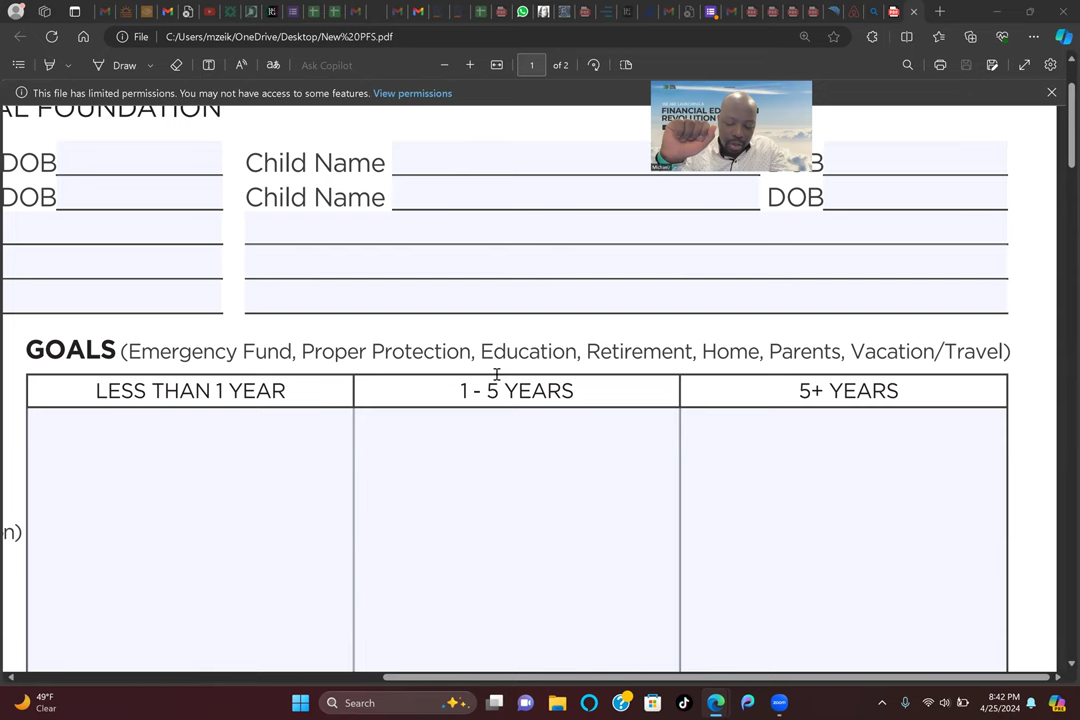 File C:/Users/mzeik/OneDrive/Desktop/New%20PFS.pdf
Draw Ask Copilot 1 of 2
This file has limited permissions. You may not have access to some features. View permissions
AL FOUNDATION
FINANCIAL
REVOLUTION
DOB Child Name
DOB Child Name DOB
GOALS (Emergency Fund, Proper Protection, Education, Retirement, Home, Parents, Vacation/Travel)
LESS THAN 1 YEAR 1 - 5 YEARS 5+ YEARS
n)
49°F
Clear
Search
zoom
8:42 PM
4/25/2024